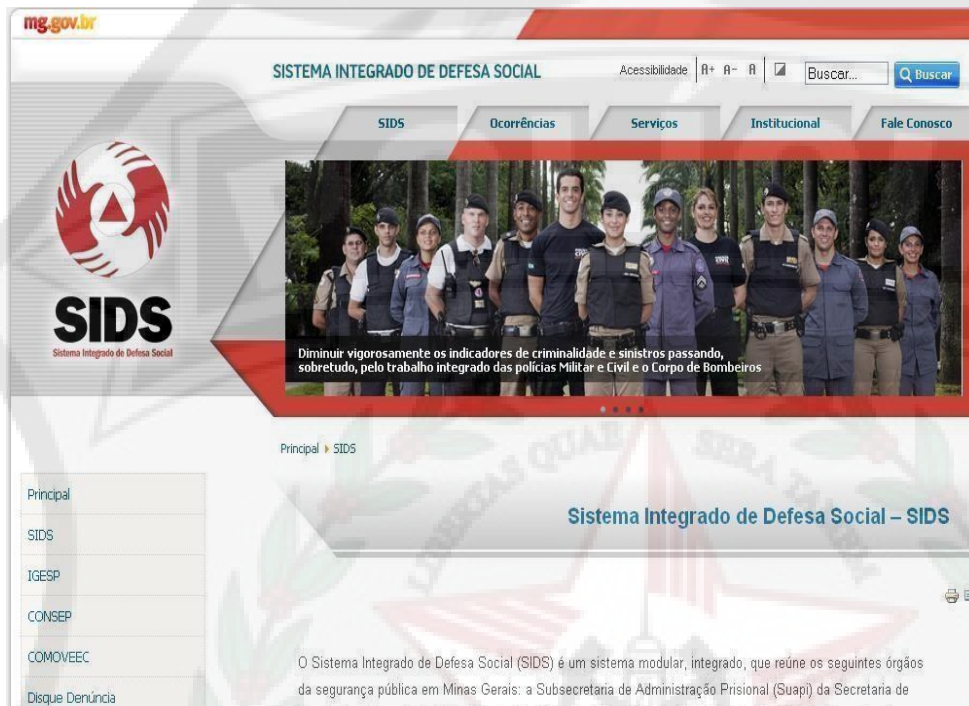 mg.gov.br
SISTEMA INTEGRADO DE DEFESA SOCIAL
Acessibilidade A+ A- A
Buscar...
Buscar
SIDS Ocorrências Serviços Institucional Fale Conosco
SIDS
Sistema Integrado de Defesa Social
Diminuir vigorosamente os indicadores de criminalidade e sinistros passando,
sobretudo, pelo trabalho integrado das polícias Militar e Civil e o Corpo de Bombeiros
Principal SIDS
Principal
SIDS
IGESP
CONSEP
COMOVEEC
Disque Denúncia
Sistema Integrado de Defesa Social – SIDS
LIBERTAS QUAE SERA TAMEN
O Sistema Integrado de Defesa Social (SIDS) é um sistema modular, integrado, que reúne os seguintes órgãos
da segurança pública em Minas Gerais: a Subsecretaria de Administração Prisional (Suapi) da Secretaria de